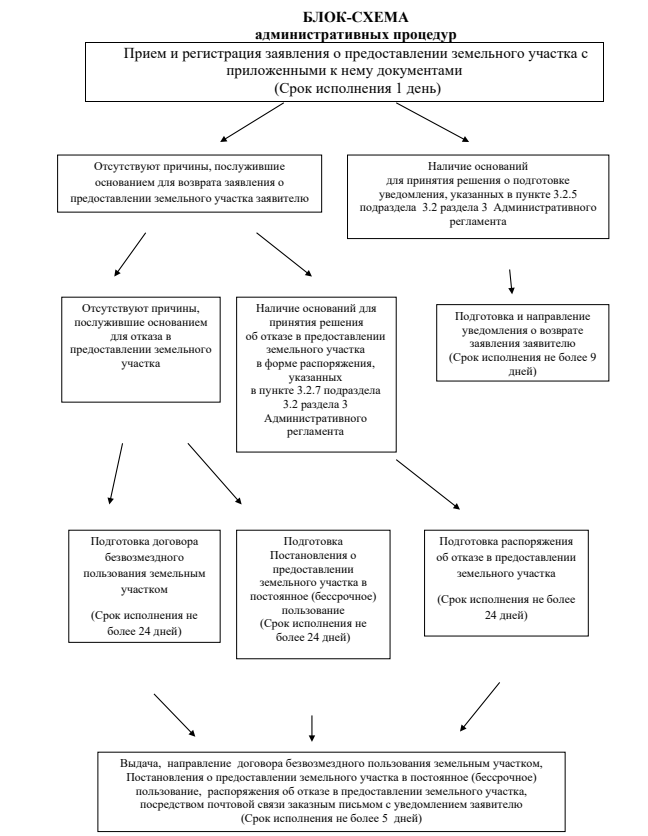 БЛОК-СХЕМА
административных процедур
Прием и регистрация заявления о предоставлении земельного участка с
приложенными к нему документами
(Срок исполнения 1 день)
Отсутствуют причины, послужившие
основанием для возврата заявления о
предоставлении земельного участка заявителю
Наличие оснований
для принятия решения о подготовке
уведомления, указанных в пункте 3.2.5
подраздела 3.2 раздела 3 Административного
регламента
Отсутствуют причины,
послужившие основанием
для отказа в
предоставлении земельного
участка
Наличие оснований для
принятия решения
об отказе в предоставлении
земельного участка
в форме распоряжения,
указанных
в пункте 3.2.7 подраздела
3.2 раздела 3
Административного
регламента
Подготовка и направление
уведомления о возврате
заявления заявителю
(Срок исполнения не более 9
дней)
Подготовка договора
безвозмездного
пользования земельным
участком
(Срок исполнения не
более 24 дней)
Подготовка
Постановления о
предоставлении
земельного участка в
постоянное (бессрочное)
пользование
(Срок исполнения не
более 24 дней)
Подготовка распоряжения
об отказе в предоставлении
земельного участка
(Срок исполнения не более
24 дней)
Выдача, направление договора безвозмездного пользования земельным участком,
Постановления о предоставлении земельного участка в постоянное (бессрочное)
пользование, распоряжения об отказе в предоставлении земельного участка,
посредством почтовой связи заказным письмом с уведомлением заявителю
(Срок исполнения не более 5 дней)